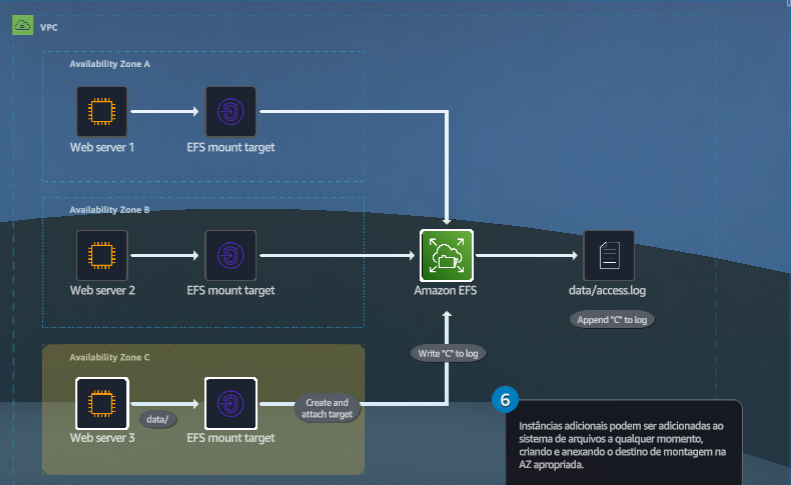 VPC
Availability Zone A
Web server 1
EFS mount target
Availability Zone B
Web server 2
EFS mount target
Amazon EFS
data/access.log
Append "C" to log
Write "C" to log
Availability Zone C
data/
Create and
attach target
Web server 3
EFS mount target
6
Instâncias adicionais podem ser adicionadas ao
sistema de arquivos a qualquer momento,
criando e anexando o destino de montagem na
AZ apropriada.